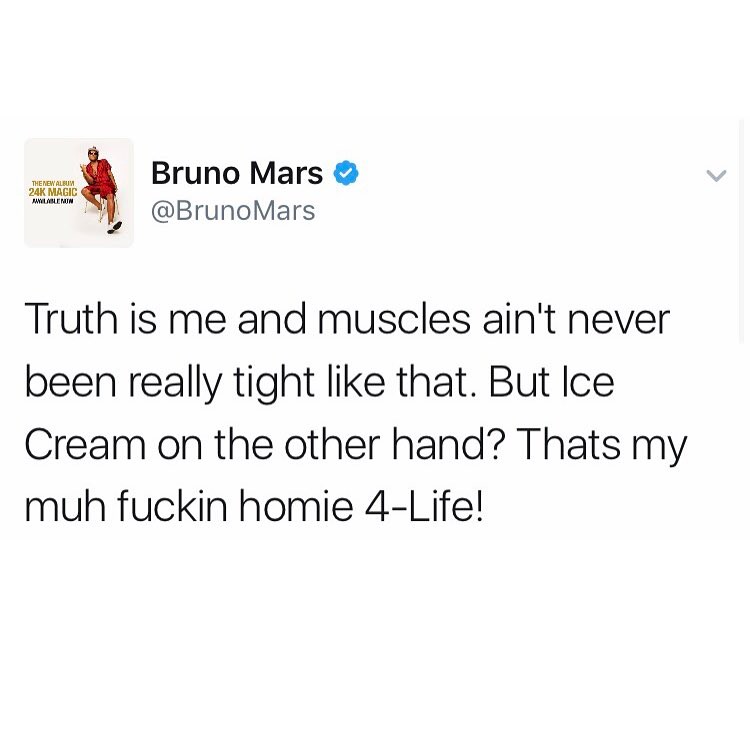 THE NEW ALBUM
24K MAGIC
AVAILABLE NOW
Bruno Mars
@BrunoMars
Truth is me and muscles ain't never
been really tight like that. But Ice
Cream on the other hand? Thats my
muh fuckin homie 4-Life!